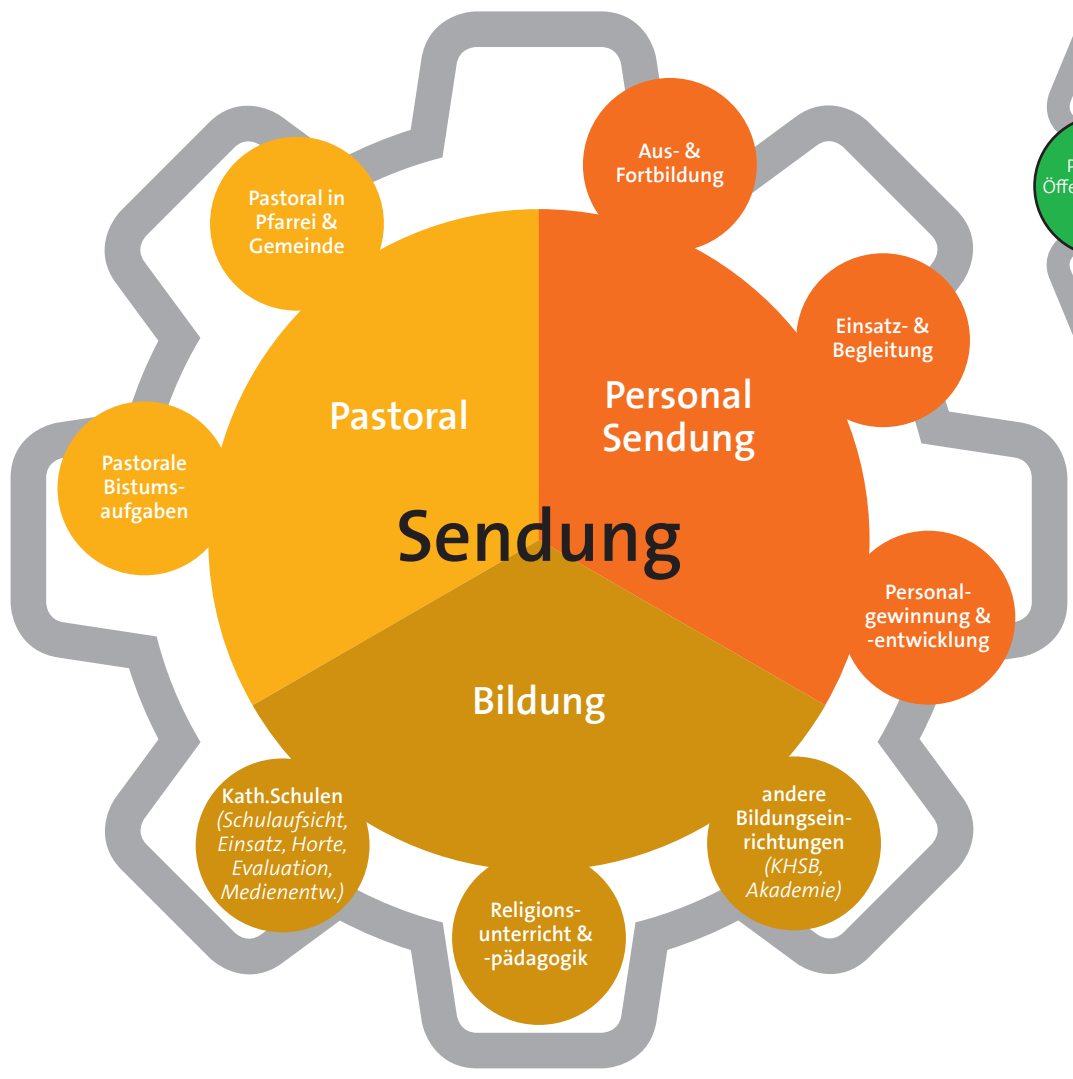 Aus- &
Fortbildung
Pastoral in
Pfarrei &
Gemeinde
Einsatz- &
Begleitung
Pastoral
Personal
Sendung
Pastorale
Bistums-
aufgaben
Sendung
Personal-
gewinnung &
-entwicklung
Bildung
Kath.Schulen
(Schulaufsicht,
Einsatz, Horte,
Evaluation,
Medienentw.)
Religions-
unterricht &
-pädagogik
andere
Bildungsein-
richtungen
(KHSB,
Akademie)